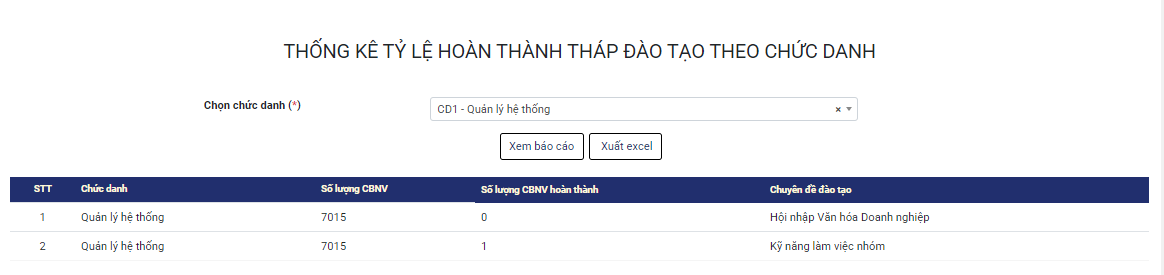 THỐNG KÊ TỶ LỆ HOÀN THÀNH THÁP ĐÀO TẠO THEO CHỨC DANH
Chọn chức danh (*)
CD1 - Quản lý hệ thống
Xem báo cáo Xuất excel
STT Chức danh Số lượng CBNV Số lượng CBNV hoàn thành Chuyên đề đào tạo
1 Quản lý hệ thống 7015 0 Hội nhập Văn hóa Doanh nghiệp
2 Quản lý hệ thống 7015 1 Kỹ năng làm việc nhóm